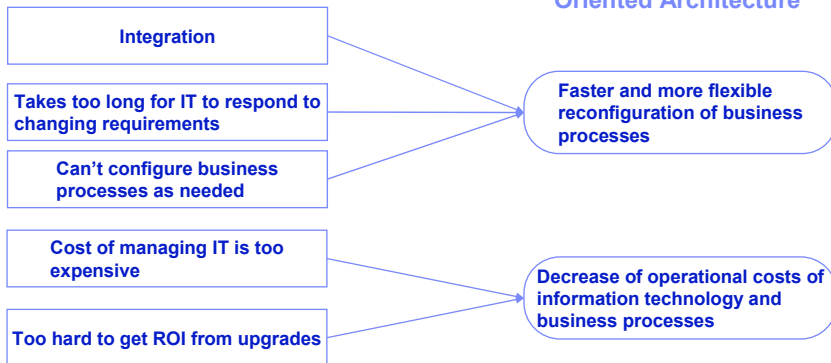 Oriented Architecture
Integration
Takes too long for IT to respond to
changing requirements
Can't configure business
processes as needed
Cost of managing IT is too
expensive
Too hard to get ROI from upgrades
Faster and more flexible
reconfiguration of business
processes
Decrease of operational costs of
information technology and
business processes